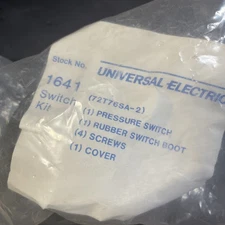 Stock No.
UNIVERSAL ELECTRIC
1641
Switch
Kit
(72T76SA-2)
(1) PRESSURE SWITCH
(1) RUBBER SWITCH BOOT
(4) SCREWS
(1) COVER